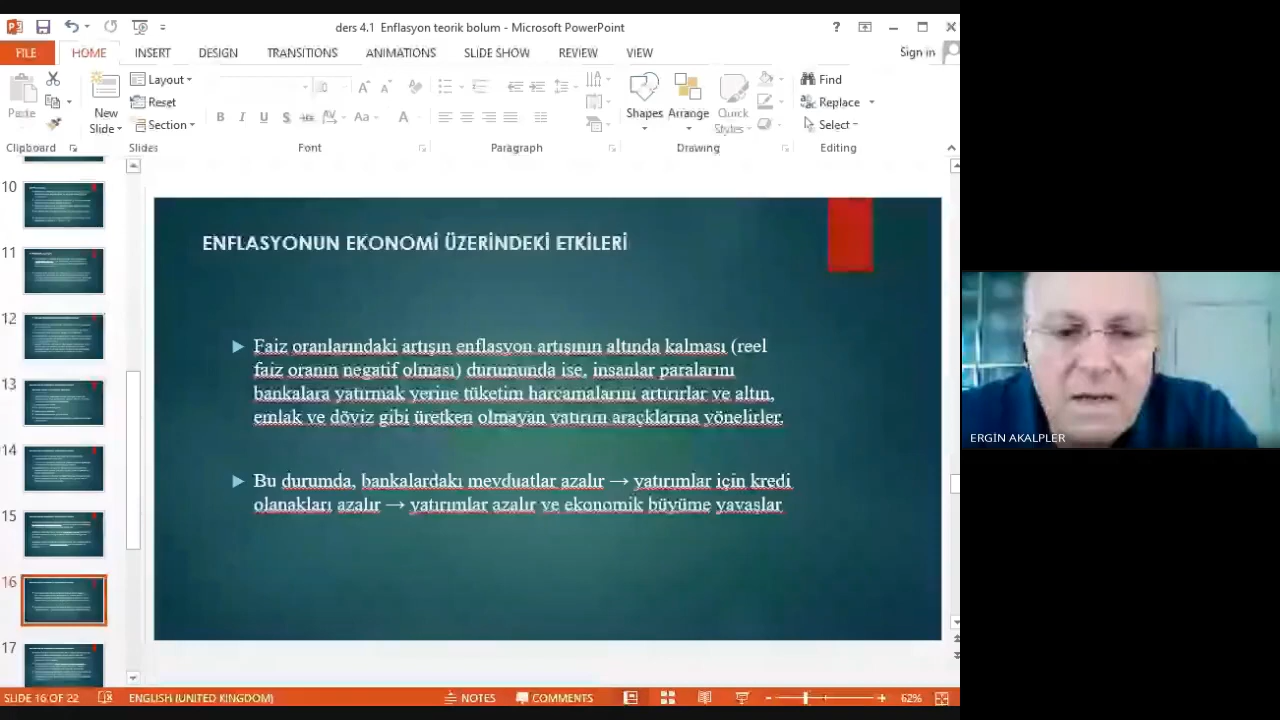 ders 4.1 Enflasyon teorik bolum - Microsoft PowerPoint
?
FILE HOME INSERT DESIGN TRANSITIONS ANIMATIONS SLIDE SHOW REVIEW VIEW Sign in
Paste
New
Slide
Layout
Reset
Section
B I U S abc Aa A
Shapes Arrange Quick
Styles
Find
Replace
Select
Clipboard Slides Font Paragraph Drawing Editing
10
11
12
13
14
15
16
17
ENFLASYONUN EKONOMİ ÜZERİNDEKİ ETKİLERİ
Faiz oranlarındaki artışın enflasyon artışının altında kalması (reel
faiz oranın negatif olması) durumunda ise, insanlar paralarını
bankalara yatırmak yerine tüketim harcamalarını artırırlar ve altın,
emlak ve döviz gibi üretken olmayan yatırım araçlarına yönelirler.
Bu durumda, bankalardakı mevduatlar azalır → yatırımlar için kredi
olanakları azalır → yatırımlar azalır ve ekonomik büyüme yavaşlar
ERGİN AKALPLER
SLIDE 16 OF 22 ENGLISH (UNITED KINGDOM) NOTES COMMENTS 62%